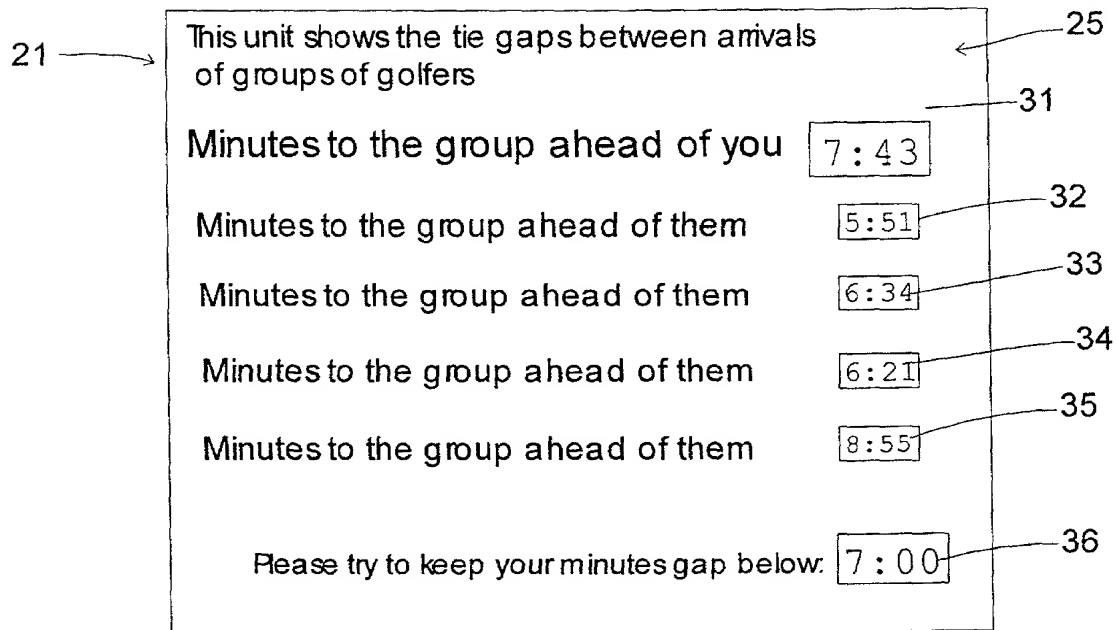 This unit shows the tie gaps between arrivals 25
21 of groups of golfers
31
Minutes to the group ahead of you 7:43
32
Minutes to the group ahead of them 5:51
33
Minutes to the group ahead of them 6:34
34
Minutes to the group ahead of them 6:21
35
Minutes to the group ahead of them 8:55
36
Please try to keep your minutes gap below: 7:00